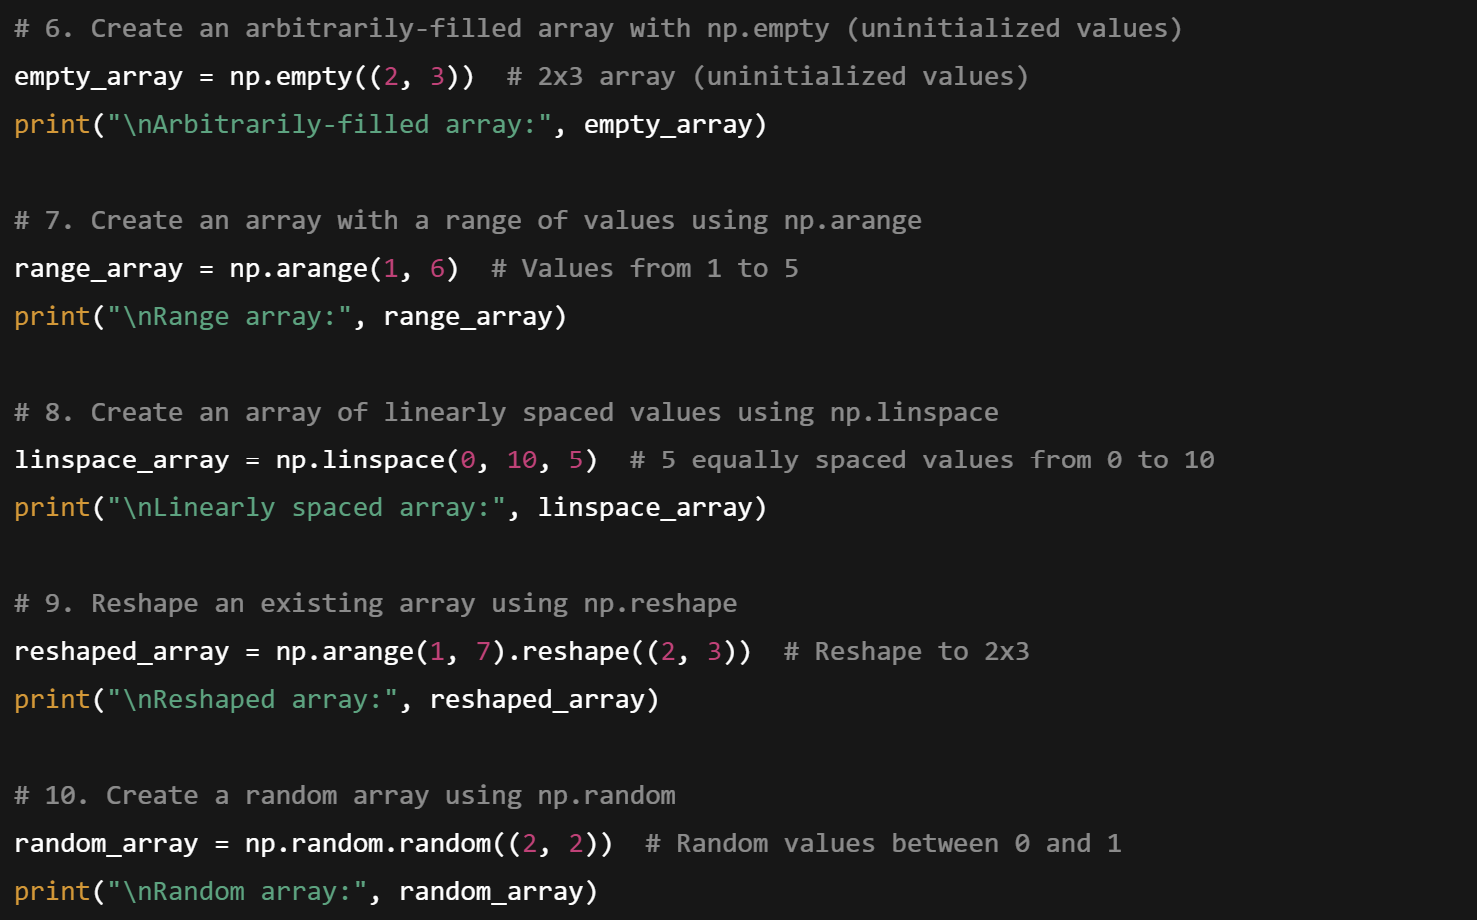 # 6. Create an arbitrarily-filled array with np.empty (uninitialized values)
empty_array = np.empty((2, 3))  # 2x3 array (uninitialized values)
print("\nArbitrarily-filled array:", empty_array)
# 7. Create an array with a range of values using np.arange
range_array = np.arange(1, 6)  # Values from 1 to 5
print("\nRange array:", range_array)
# 8. Create an array of linearly spaced values using np.linspace
linspace_array = np.linspace(0, 10, 5)  # 5 equally spaced values from 0 to 10
print("\nLinearly spaced array:", linspace_array)
# 9. Reshape an existing array using np.reshape
reshaped_array = np.arange(1, 7).reshape((2, 3))  # Reshape to 2x3
print("\nReshaped array:", reshaped_array)
# 10. Create a random array using np.random
random_array = np.random.random((2, 2))  # Random values between 0 and 1
print("\nRandom array:", random_array)